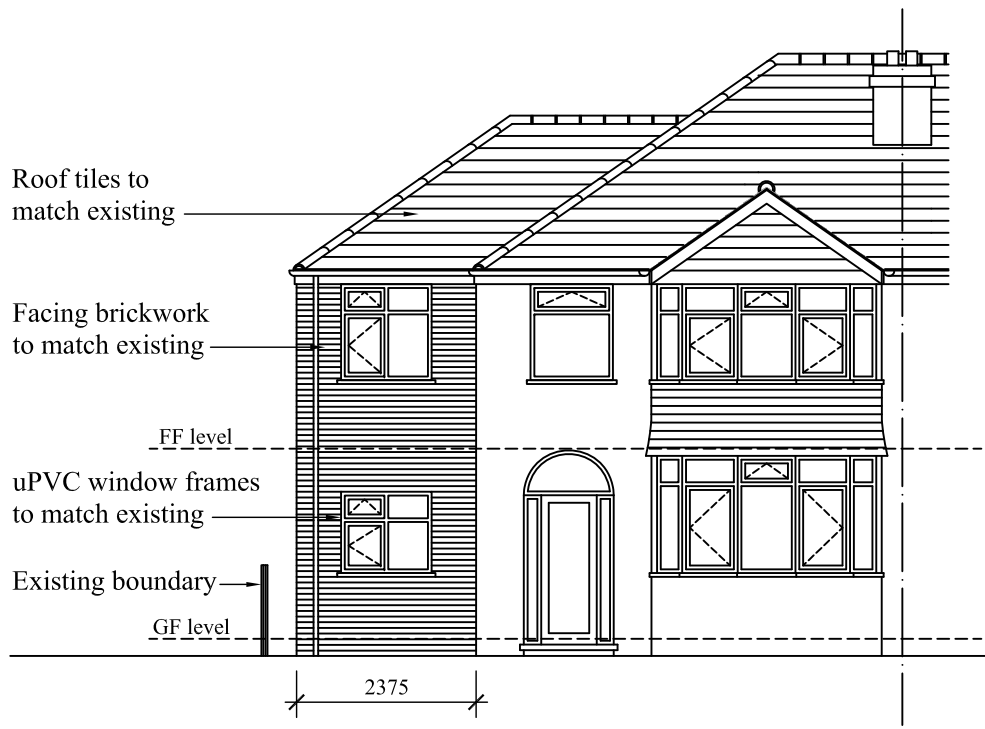 Roof tiles to
match existing
Facing brickwork
to match existing
FF level
uPVC window frames
to match existing
Existing boundary
GF level
2375